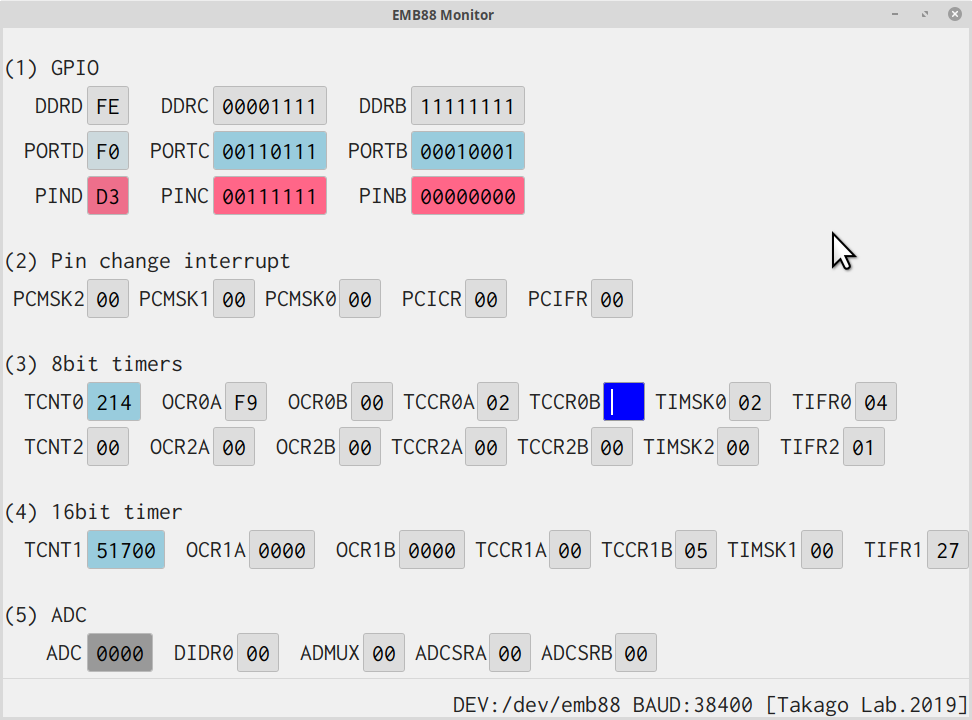 EMB88 Monitor
(1) GPIO
DDRD FE DDRC 00001111 DDRB 11111111
PORTD F0 PORTC 00110111 PORTB 00010001
PIND D3 PINC 00111111 PINB 00000000
(2) Pin change interrupt
PCMSK2 00 PCMSK1 00 PCMSK0 00 PCICR 00 PCIFR 00
(3) 8bit timers
TCNT0 214 OCR0A F9 OCR0B 00 TCCR0A 02 TCCR0B TIMSK0 02 TIFR0 04
TCNT2 00 OCR2A 00 OCR2B 00 TCCR2A 00 TCCR2B 00 TIMSK2 00 TIFR2 01
(4) 16bit timer
TCNT1 51700 OCR1A 0000 OCR1B 0000 TCCR1A 00 TCCR1B 05 TIMSK1 00 TIFR1 27
(5) ADC
ADC 0000 DIDR0 00 ADMUX 00 ADCSRA 00 ADCSRB 00
DEV:/dev/emb88 BAUD:38400 [Takago Lab.2019]